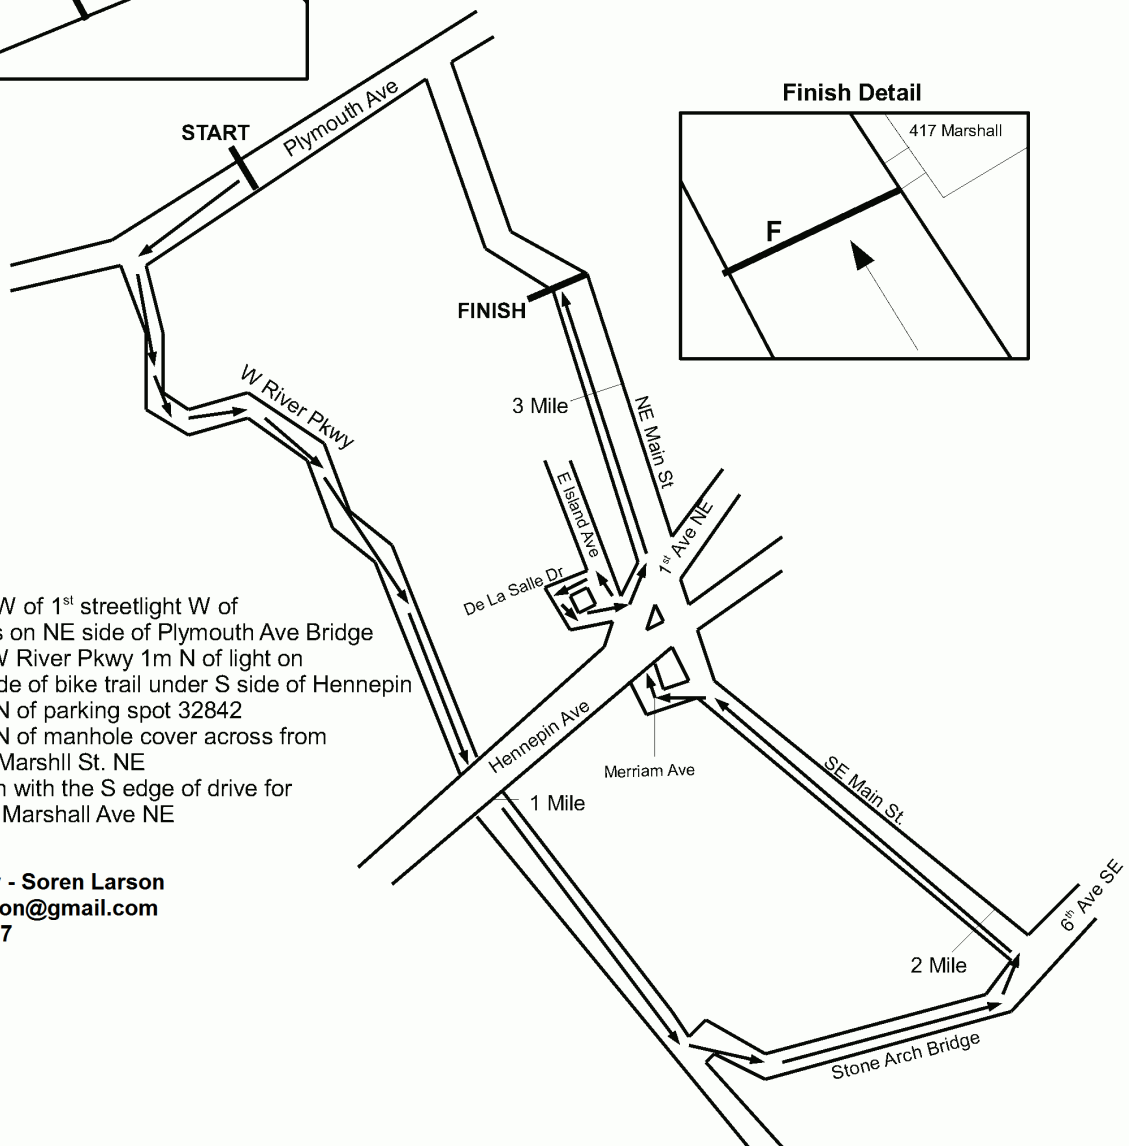 Finish Detail
417 Marshall
F
START
Plymouth Ave
FINISH
W River Pkwy
3 Mile
NE Main St
E Island Ave
1st Ave NE
De La Salle Dr
W of 1st streetlight W of
s on NE side of Plymouth Ave Bridge
W River Pkwy 1m N of light on
de of bike trail under S side of Hennepin
N of parking spot 32842
N of manhole cover across from
Marshll St. NE
n with the S edge of drive for
Marshall Ave NE
Hennepin Ave
Merriam Ave
1 Mile
SE Main St.
- Soren Larson
on@gmail.com
7
6th Ave SE
2 Mile
Stone Arch Bridge